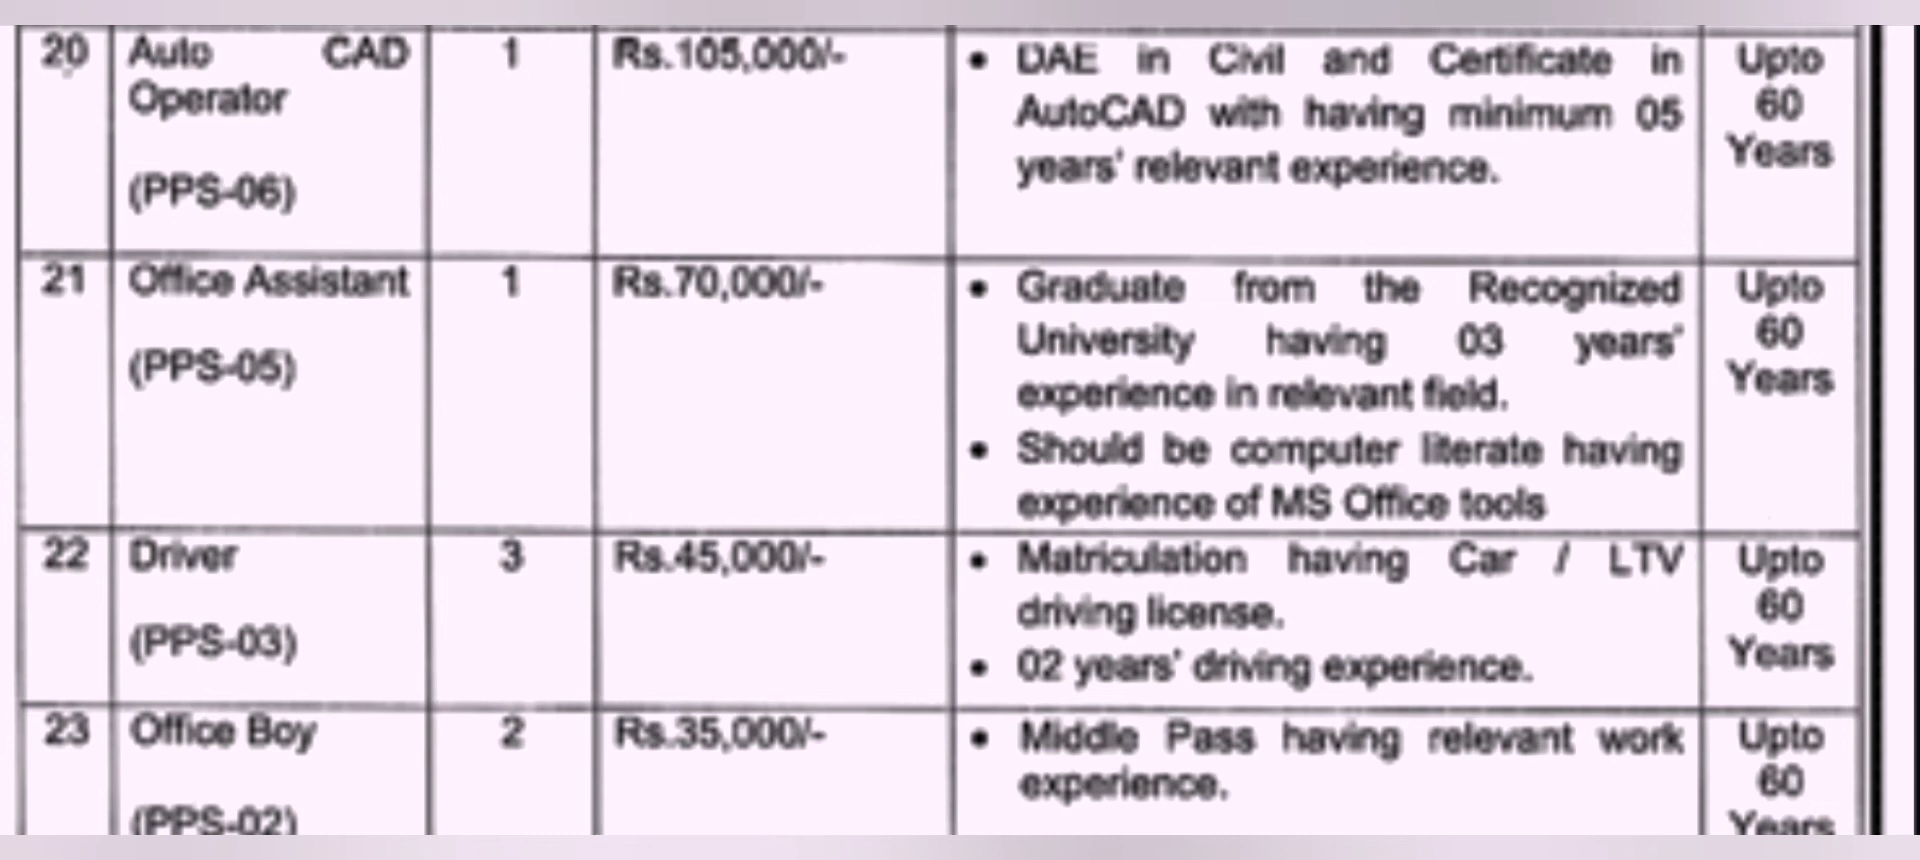 20 Auto CAD 1 Rs.105,000/- • DAE in Civil and Certificate in Upto
Operator AutoCAD with having minimum 05 60
years' relevant experience. Years
(PPS-06)
21 Office Assistant 1 Rs.70,000/- • Graduate from the Recognized Upto
University having 03 years' 60
(PPS-05) experience in relevant field. Years
• Should be computer literate having
experience of MS Office tools
22 Driver 3 Rs.45,000/- • Matriculation having Car / LTV Upto
driving license. 60
(PPS-03) • 02 years' driving experience. Years
23 Office Boy 2 Rs.35,000/- • Middle Pass having relevant work Upto
experience. 60
(PPS-02) Years